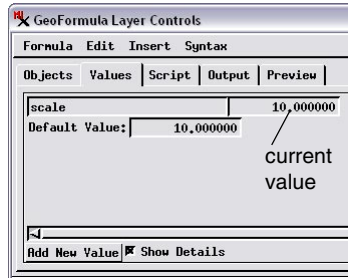 GeoFormula Layer Controls
Formula Edit Insert Syntax
Objects Values Script Output Preview
scale 10.000000
Default Value: 10.000000
current
value
Add New Value Show Details